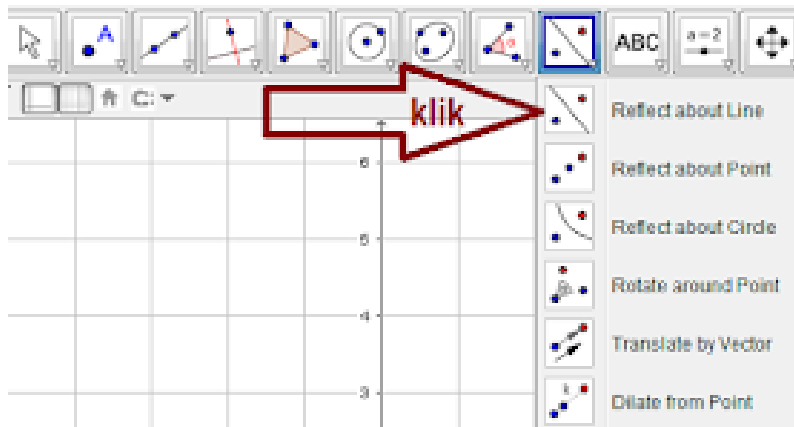 A
ABC
a = 2
C:
klik
Reflect about Line
Reflect about Point
Reflect about Circle
Rotate around Point
Translate by Vector
Dilate from Point
6
5
4
3